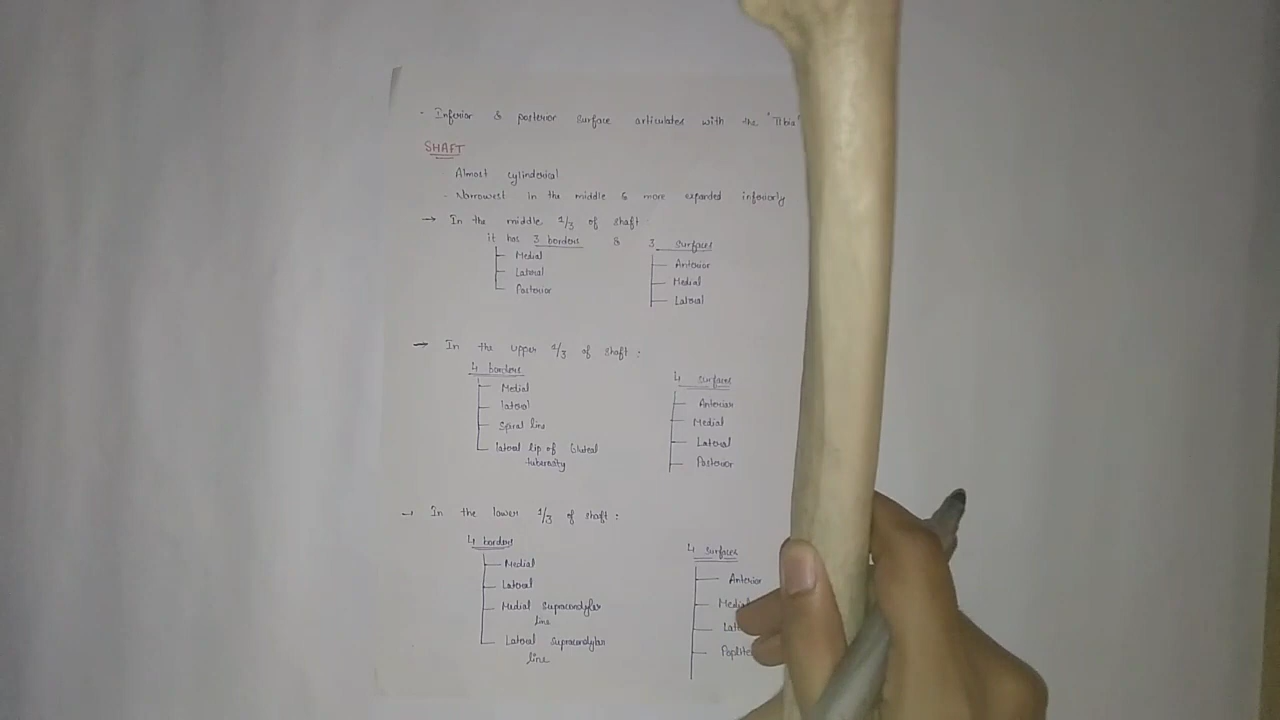 - Inferior & posterior surface articulates with the "Tibia"
SHAFT
Almost cylinderical
- Narrowest in the middle & more expanded inferiorly
→ In the middle 1/3 of shaft
it has 3 borders & 3 surfaces
Medial
Lateral
Posterior
Anterior
Medial
Lateral
→ In the upper 1/3 of shaft :
4 borders
Medial
lateral
Spiral line
lateral lip of Gluteal
tuberosity
4 surfaces
Anterior
Medial
Lateral
Posterior
→ In the lower 1/3 of shaft :
4 borders
Medial
Lateral
Medial Supracondylar
line
Lateral Supracondylar
line
4 surfaces
Anterior
Media
Lat
Poplite